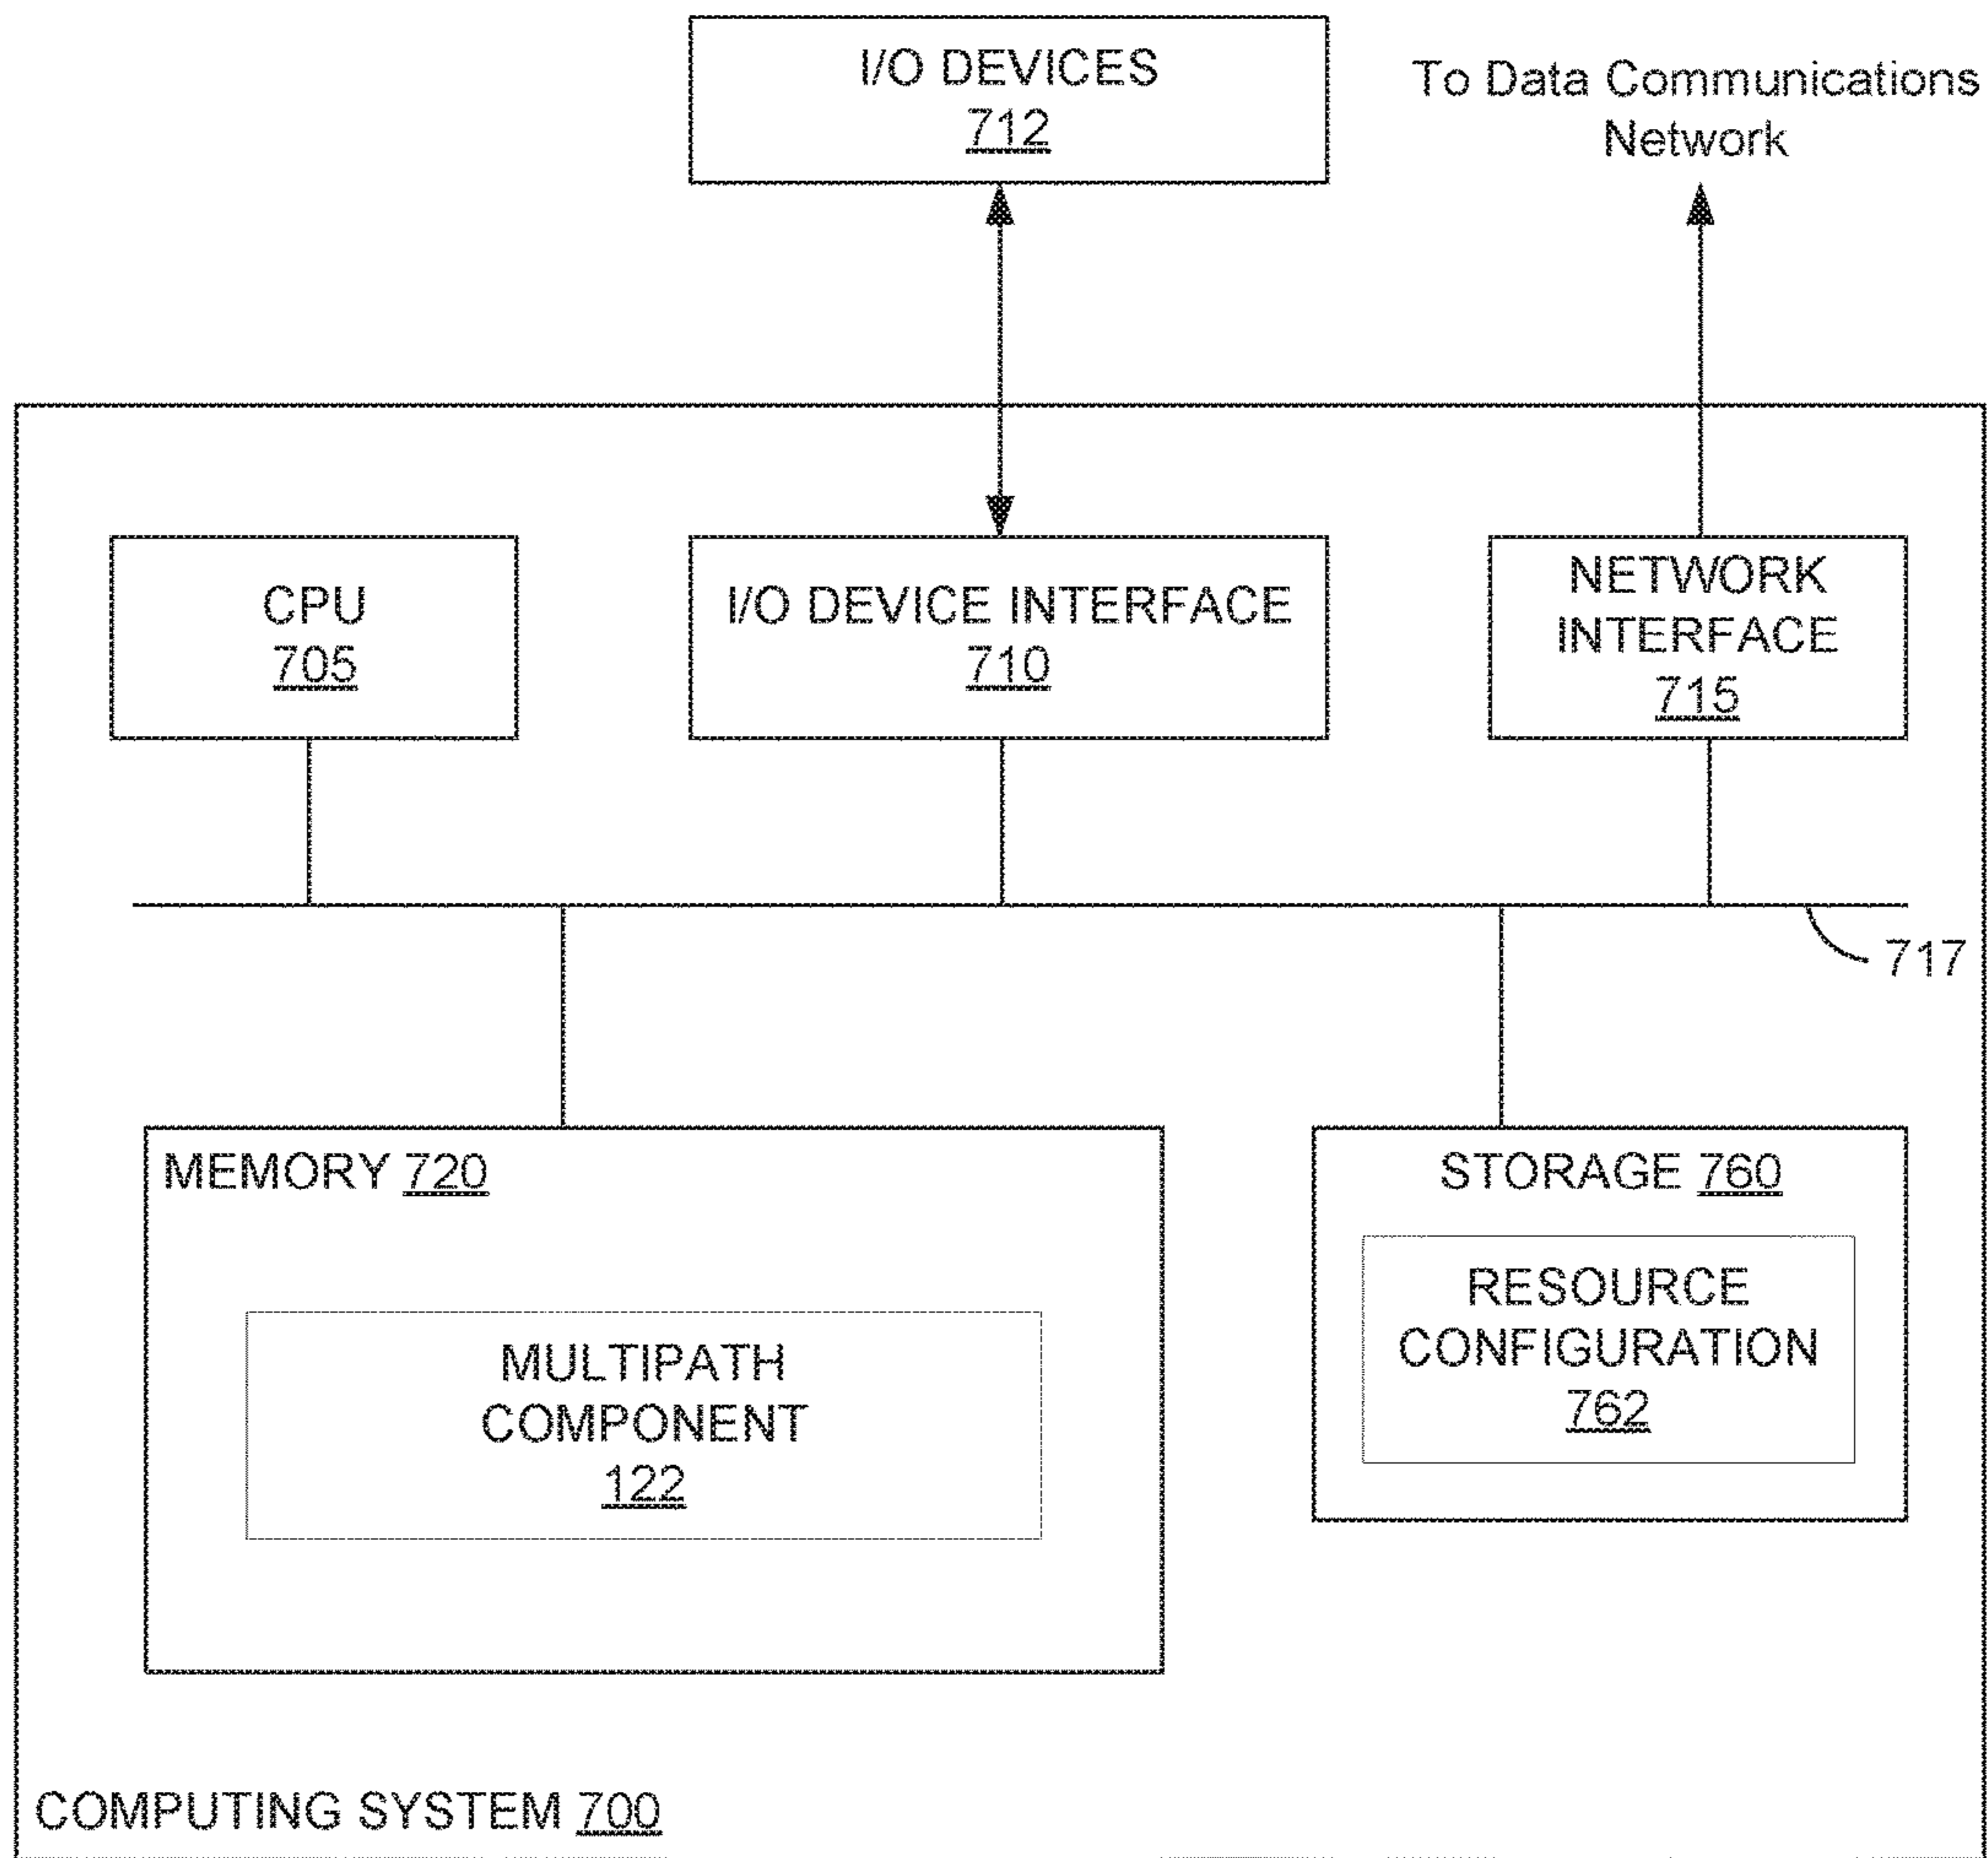 I/O DEVICES
712
To Data Communications
Network
CPU
705
I/O DEVICE INTERFACE
710
NETWORK
INTERFACE
715
717
MEMORY 720
MULTIPATH
COMPONENT
122
STORAGE 760
RESOURCE
CONFIGURATION
762
COMPUTING SYSTEM 700